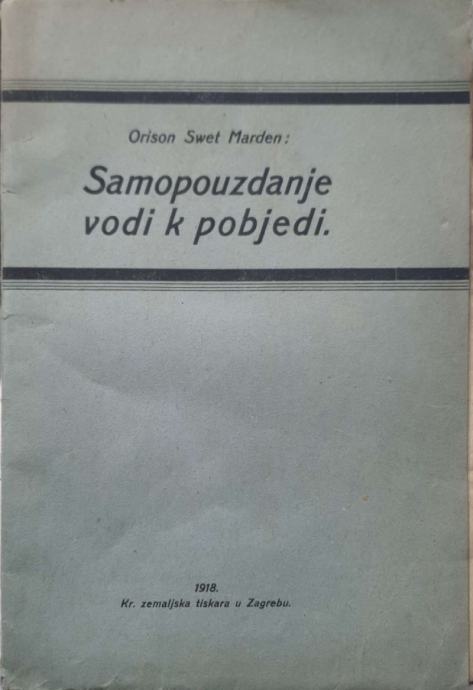 Orison Swet Marden:
Samopouzdanje
vodi k pobjedi.
1918.
Kr. zemaljska tiskara u Zagrebu.